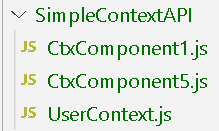 SimpleContextAPI
JS CtxComponent1.js
JS CtxComponent5.js
JS UserContext.js